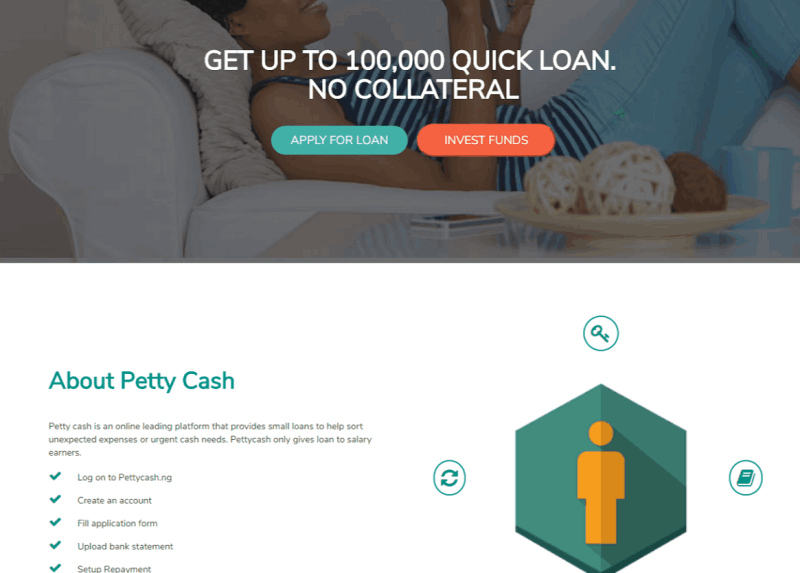 GET UP TO 100,000 QUICK LOAN.
NO COLLATERAL
APPLY FOR LOAN
INVEST FUNDS
About Petty Cash
Petty cash is an online leading platform that provides small loans to help sort
unexpected expenses or urgent cash needs. Pettycash only gives loan to salary
earners.
Log on to Pettycash.ng
Create an account
Fill application form
Upload bank statement
Setup Repayment